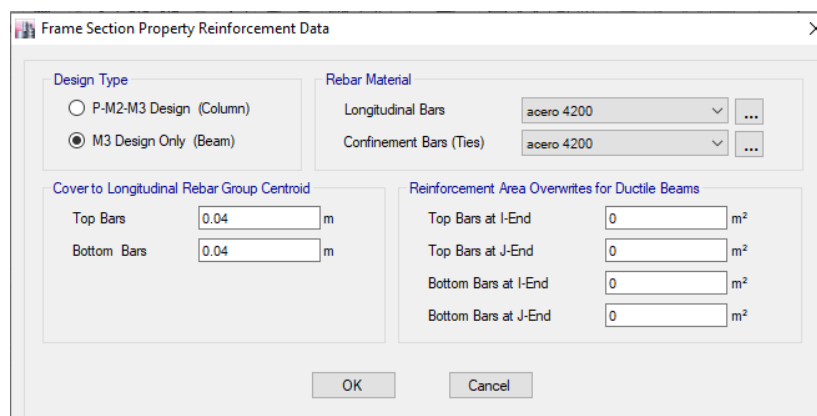 Frame Section Property Reinforcement Data
Design Type
P-M2-M3 Design (Column)
M3 Design Only (Beam)
Rebar Material
Longitudinal Bars
acero 4200
...
Confinement Bars (Ties)
acero 4200
...
Cover to Longitudinal Rebar Group Centroid
Top Bars
0.04
m
Bottom Bars
0.04
m
Reinforcement Area Overwrites for Ductile Beams
Top Bars at I-End
0
m²
Top Bars at J-End
0
m²
Bottom Bars at I-End
0
m²
Bottom Bars at J-End
0
m²
OK
Cancel